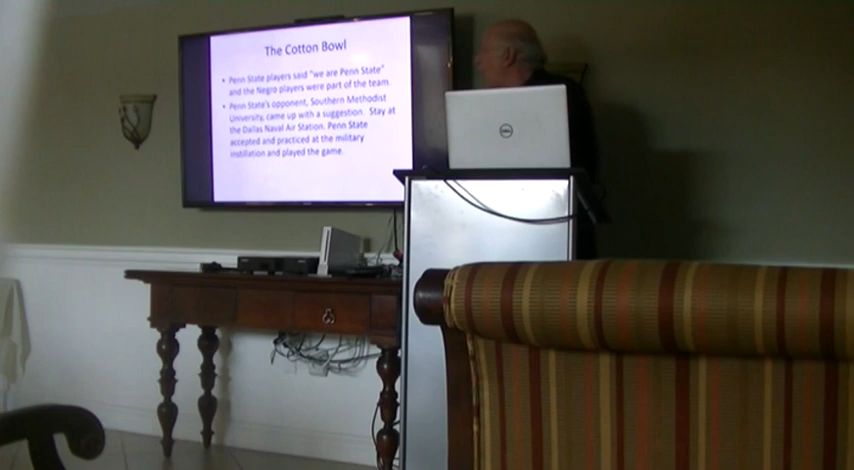 The Cotton Bowl
• Penn State players said "we are Penn State"
and the Negro players were part of the team.
• Penn State's opponent, Southern Methodist
University, came up with a suggestion. Stay at
the Dallas Naval Air Station. Penn State
accepted and practiced at the military
instillation and played the game.
DELL